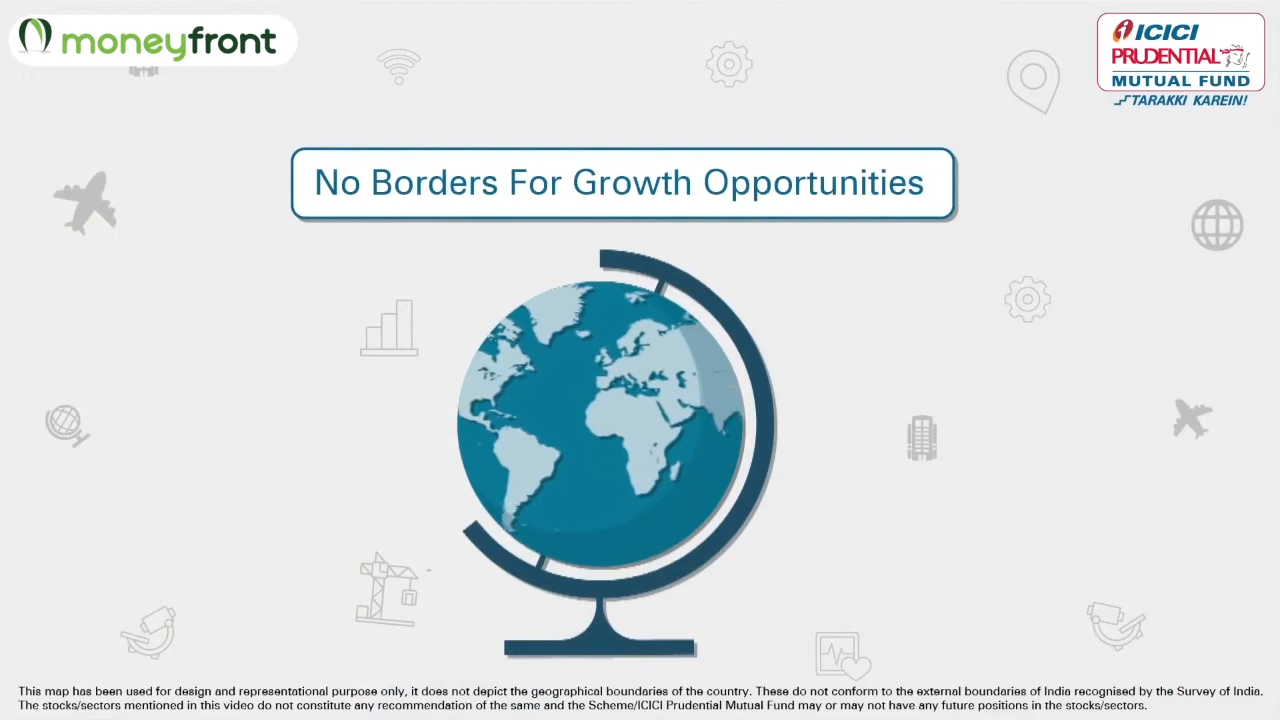 moneyfront
ICICI
PRUDENTIAL
MUTUAL FUND
TARAKKI KAREIN!
No Borders For Growth Opportunities
This map has been used for design and representational purpose only, it does not depict the geographical boundaries of the country. These do not conform to the external boundaries of India recognised by the Survey of India.
The stocks/sectors mentioned in this video do not constitute any recommendation of the same and the Scheme/ICICI Prudential Mutual Fund may or may not have any future positions in the stocks/sectors.